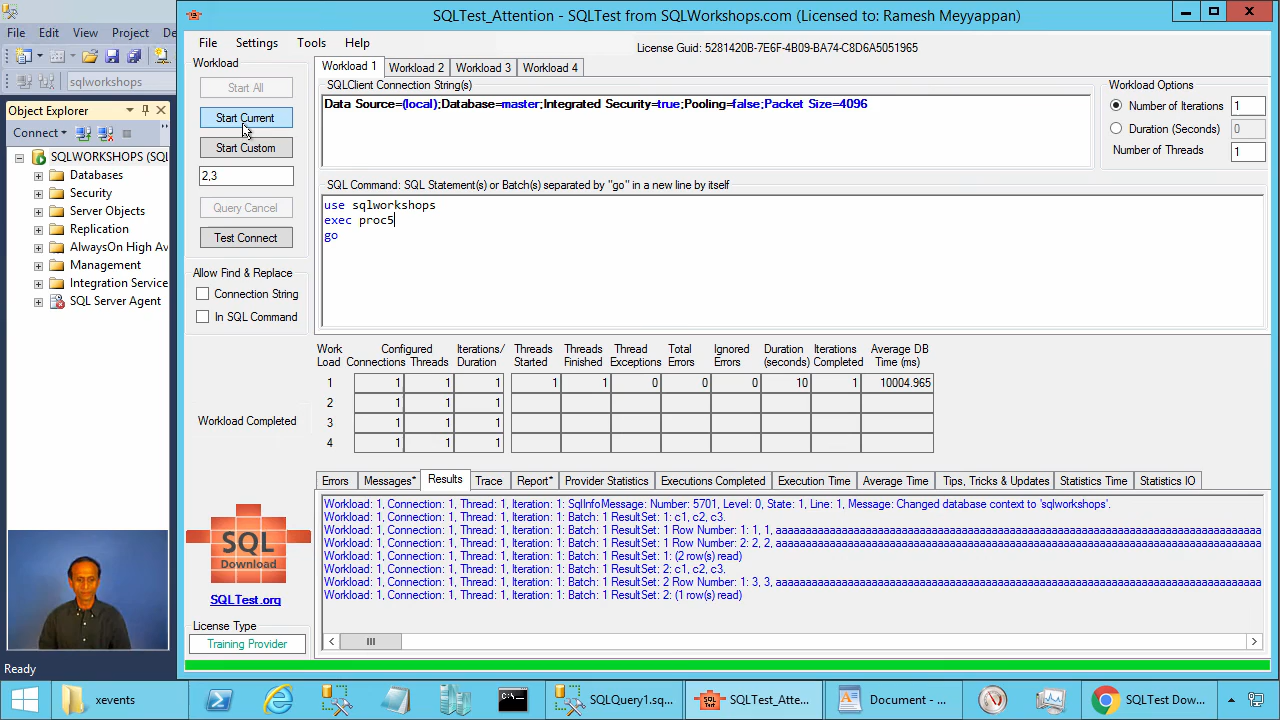 SQLTest_Attention - SQLTest from SQLWorkshops.com (Licensed to: Ramesh Meyyappan)
File Edit View Project De
sqlworkshops
Object Explorer
Connect
SQLWORKSHOPS (SQL
Databases
Security
Server Objects
Replication
AlwaysOn High Av
Management
Integration Service
SQL Server Agent
Ready
File Settings Tools Help
License Guid: 5281420B-7E5F-4B09-BA74-C8D6A5051965
Workload
Start All
Start Current
Start Custom
2,3
Query Cancel
Test Connect
Allow Find & Replace
Connection String
In SQL Command
Workload 1 Workload 2 Workload 3 Workload 4
SQLClient Connection String(s)
Data Source=(local);Database=master;Integrated Security=true;Pooling=false;Packet Size=4096
Workload Options
Number of Iterations 1
Duration (Seconds) 0
Number of Threads 1
SQL Command: SQL Statement(s) or Batch(s) separated by "go" in a new line by itself
use sqlworkshops
exec proc5
go
Work Configured Iterations/ Threads Threads Thread Total Ignored Duration Iterations Average DB
Load Connections Threads Duration Started Finished Exceptions Errors Errors (seconds) Completed Time (ms)
1 1 1 1 1 1 0 0 0 10 1 10004.965
2 1 1 1
3 1 1 1
4 1 1 1
Workload Completed
SQL
Download
SQLTest.org
License Type
Training Provider
Errors Messages* Results Trace Report* Provider Statistics Executions Completed Execution Time Average Time Tips, Tricks & Updates Statistics Time Statistics IO
Workload: 1, Connection: 1, Thread: 1, Iteration: 1: SqlInfoMessage: Number: 5701, Level: 0, State: 1, Line: 1, Message: Changed database context to 'sqlworkshops'.
Workload: 1, Connection: 1, Thread: 1, Iteration: 1: Batch: 1 ResultSet: 1: c1, c2, c3.
Workload: 1, Connection: 1, Thread: 1, Iteration: 1: Batch: 1 ResultSet: 1 Row Number: 1: 1, 1,
Workload: 1, Connection: 1, Thread: 1, Iteration: 1: Batch: 1 ResultSet: 1 Row Number: 2: 2, 2,
Workload: 1, Connection: 1, Thread: 1, Iteration: 1: Batch: 1 ResultSet: 1: (2 row(s) read)
Workload: 1, Connection: 1, Thread: 1, Iteration: 1: Batch: 1 ResultSet: 2: c1, c2, c3.
Workload: 1, Connection: 1, Thread: 1, Iteration: 1: Batch: 1 ResultSet: 2 Row Number: 1: 3, 3,
Workload: 1, Connection: 1, Thread: 1, Iteration: 1: Batch: 1 ResultSet: 2: (1 row(s) read)
xevents SQLQuery1.sq... SQLTest_Atte... Document - ... SQLTest Dow...